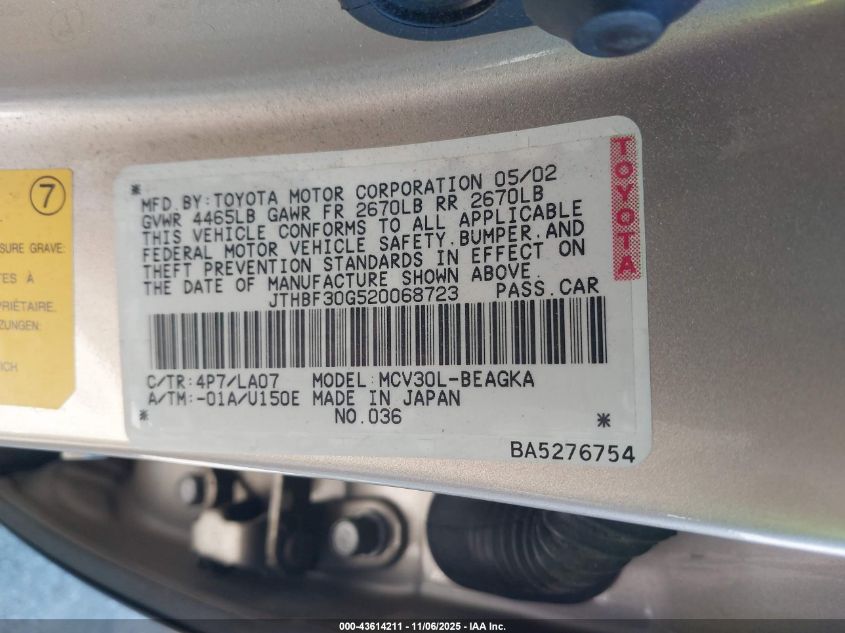 7
SURE GRAVE:
TES À
PRIÉTAIRE.
ZUNGEN:
ICH
* MFD.BY:TOYOTA MOTOR CORPORATION 05/02
GVWR 4465LB GAWR FR 2670LB RR 2670LB
THIS VEHICLE CONFORMS TO ALL APPLICABLE
FEDERAL MOTOR VEHICLE SAFETY,BUMPER,AND
THEFT PREVENTION STANDARDS IN EFFECT ON
THE DATE OF MANUFACTURE SHOWN ABOVE.
JTHBF30G520068723 PASS.CAR
C/TR:4P7/LA07 MODEL:MCV30L-BEAGKA
A/TM:-01A/U150E MADE IN JAPAN
* NO.036 *
BA5276754
TOYOTA
000-43614211 - 11/06/2025 - IAA Inc.